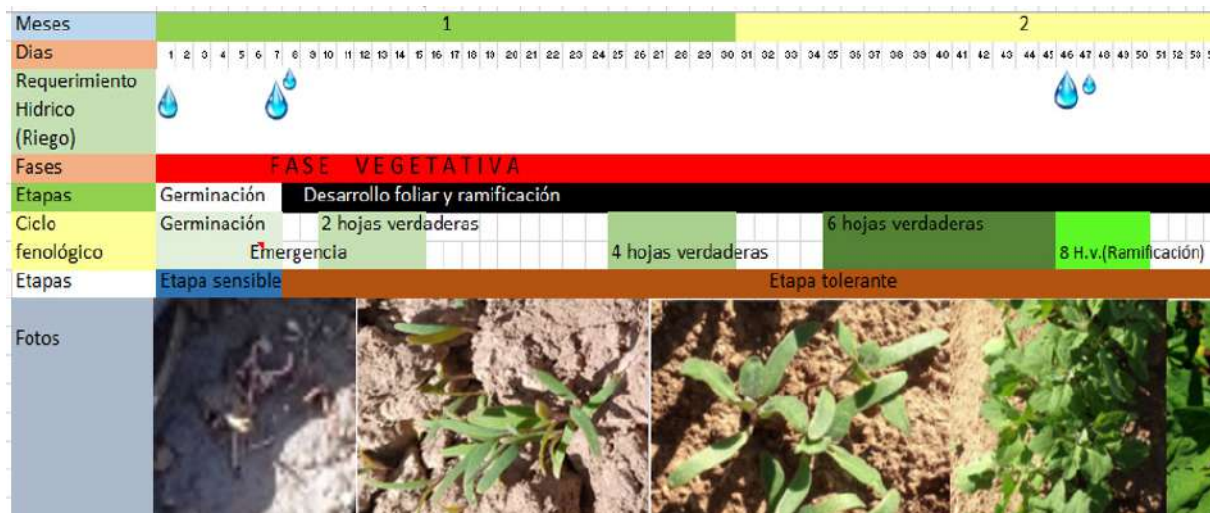 Meses 1 2
Dias 1 2 3 4 5 6 7 8 9 10 11 12 13 14 15 16 17 18 19 20 21 22 23 24 25 26 27 28 29 30 31 32 33 34 35 36 37 38 39 40 41 42 43 44 45 46 47 48 49 50 51 52 53
Requerimiento
Hidrico
(Riego)
Fases FASE VEGETATIVA
Etapas Germinación Desarrollo foliar y ramificación
Ciclo Germinación 2 hojas verdaderas 6 hojas verdaderas
fenológico Emergencia 4 hojas verdaderas 8 H.v.(Ramificación)
Etapas Etapa sensible Etapa tolerante
Fotos